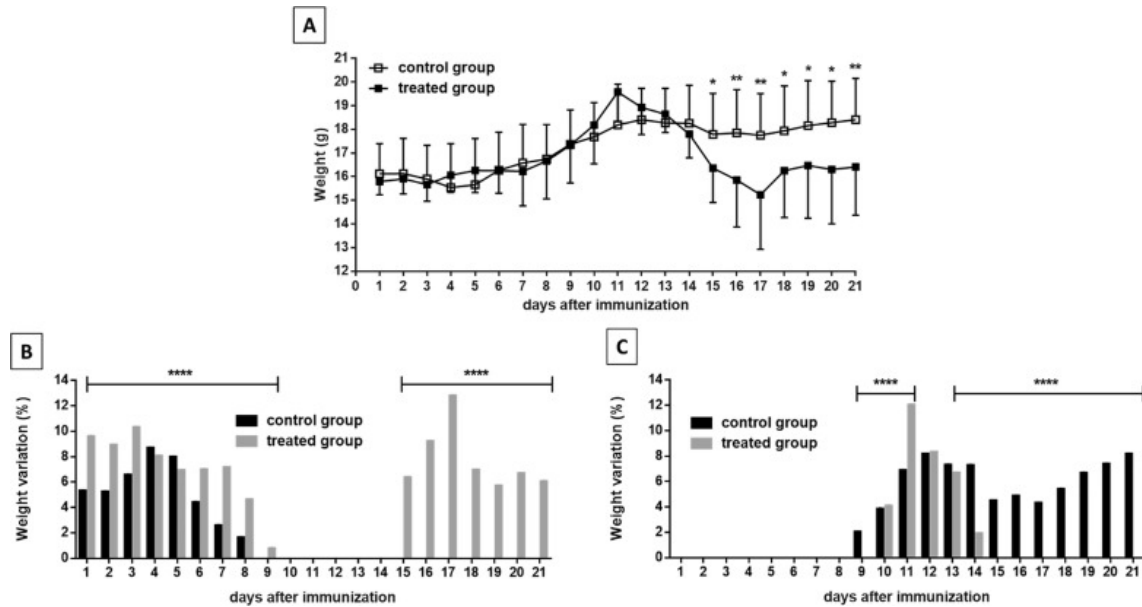 A
control group
treated group
* ** ** * * * **
Weight (g)
21
20
19
18
17
16
15
14
13
12
0 1 2 3 4 5 6 7 8 9 10 11 12 13 14 15 16 17 18 19 20 21
days after immunization
B
**** ****
control group
treated group
Weight variation (%)
14
12
10
8
6
4
2
0
1 2 3 4 5 6 7 8 9 10 11 12 13 14 15 16 17 18 19 20 21
days after immunization
C
**** ****
control group
treated group
Weight variation (%)
14
12
10
8
6
4
2
0
1 2 3 4 5 6 7 8 9 10 11 12 13 14 15 16 17 18 19 20 21
days after immunization